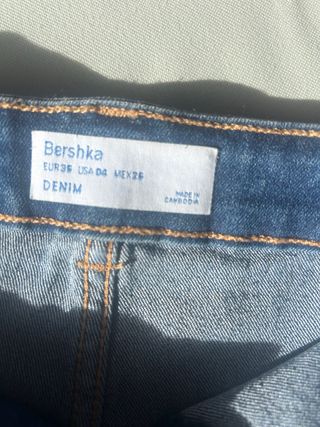 Bershka
EUR36 USA04 MEX26
DENIM
MADE IN
CAMBODIA